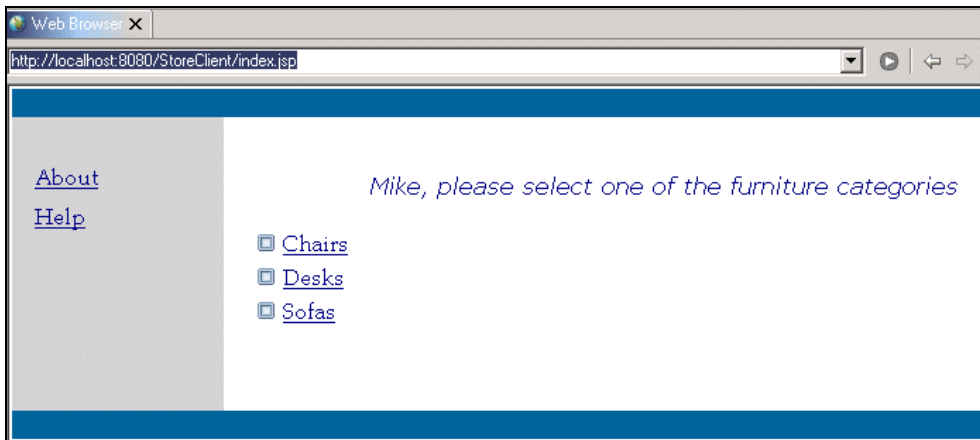 Web Browser
http://localhost:8080/StoreClient/index.jsp
About
Help
Mike, please select one of the furniture categories
Chairs
Desks
Sofas